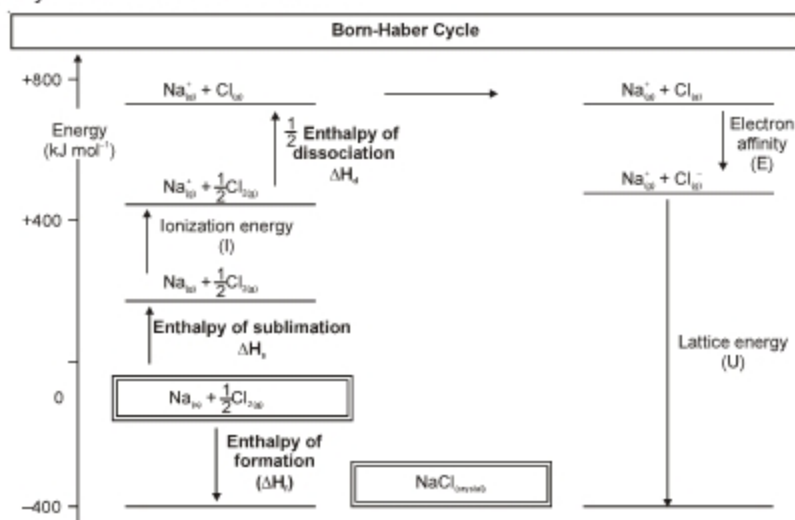 Born-Haber Cycle
+800
Na⁺(g) + Cl(g)
Na⁺(g) + Cl(g)
Energy
(kJ mol⁻¹)
1/2 Enthalpy of
dissociation
ΔHd
Electron
affinity
(E)
Na⁺(g) + 1/2Cl2(g)
Na⁺(g) + Cl⁻(g)
+400
Ionization energy
(I)
Na(g) + 1/2Cl2(g)
Enthalpy of sublimation
ΔHs
Lattice energy
(U)
0
Na(s) + 1/2Cl2(g)
Enthalpy of
formation
(ΔHf)
NaCl(crystal)
–400